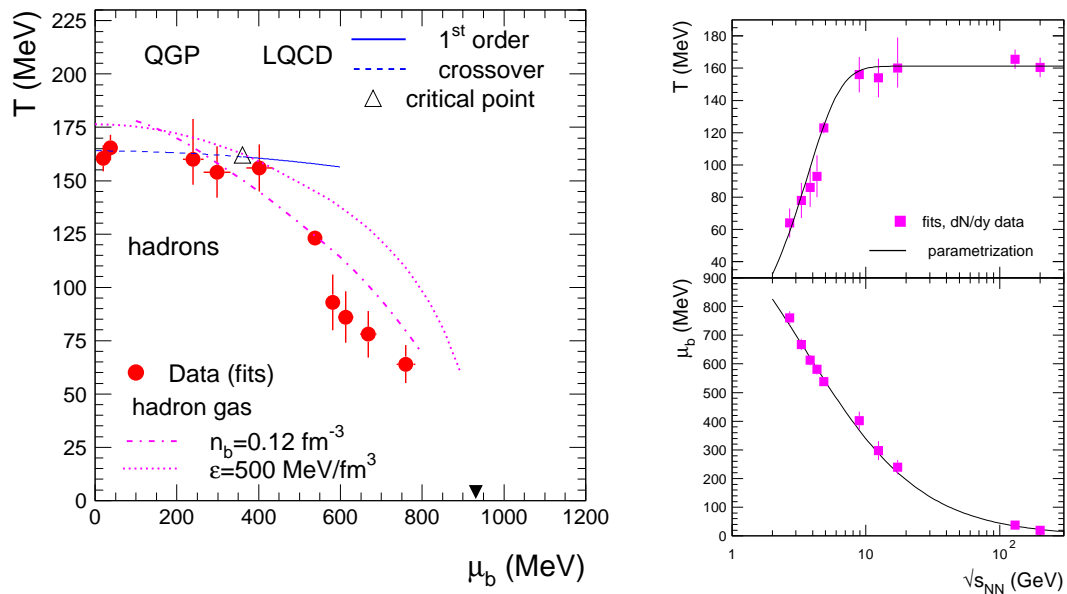 T (MeV)
225
200
175
150
125
100
75
50
25
0
QGP LQCD
1st order
crossover
critical point
hadrons
Data (fits)
hadron gas
n_b=0.12 fm^-3
ε=500 MeV/fm^3
0 200 400 600 800 1000 1200
μ_b (MeV)
T (MeV)
180
160
140
120
100
80
60
40
fits, dN/dy data
parametrization
μ_b (MeV)
900
800
700
600
500
400
300
200
100
0
1 10 10^2
√s_NN (GeV)